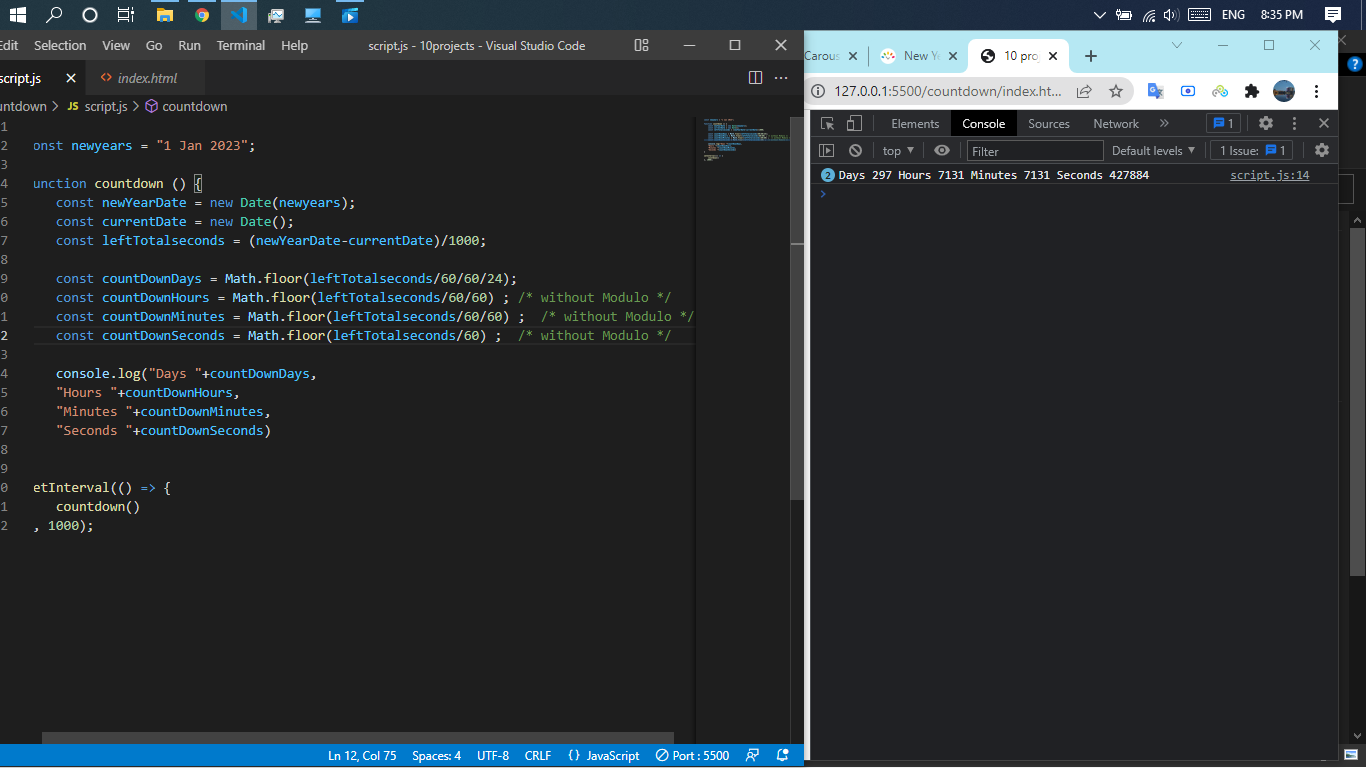 ENG 8:35 PM
Edit Selection View Go Run Terminal Help script.js - 10projects - Visual Studio Code
script.js index.html
untdown > JS script.js > countdown
1
2 onst newyears = "1 Jan 2023";
3
4 unction countdown () {
5 const newYearDate = new Date(newyears);
6 const currentDate = new Date();
7 const leftTotalseconds = (newYearDate-currentDate)/1000;
8
9 const countDownDays = Math.floor(leftTotalseconds/60/60/24);
0 const countDownHours = Math.floor(leftTotalseconds/60/60) ; /* without Modulo */
1 const countDownMinutes = Math.floor(leftTotalseconds/60/60) ;  /* without Modulo */
2 const countDownSeconds = Math.floor(leftTotalseconds/60) ;  /* without Modulo */
3
4 console.log("Days "+countDownDays,
5 "Hours "+countDownHours,
6 "Minutes "+countDownMinutes,
7 "Seconds "+countDownSeconds)
8
9
0 etInterval(() => {
1 countdown()
2 , 1000);
Ln 12, Col 75 Spaces: 4 UTF-8 CRLF {} JavaScript Port : 5500
Carous New Ye 10 proj
127.0.0.1:5500/countdown/index.ht...
Elements Console Sources Network » 1
top Filter Default levels 1 Issue: 1
2 Days 297 Hours 7131 Minutes 7131 Seconds 427884 script.js:14
>